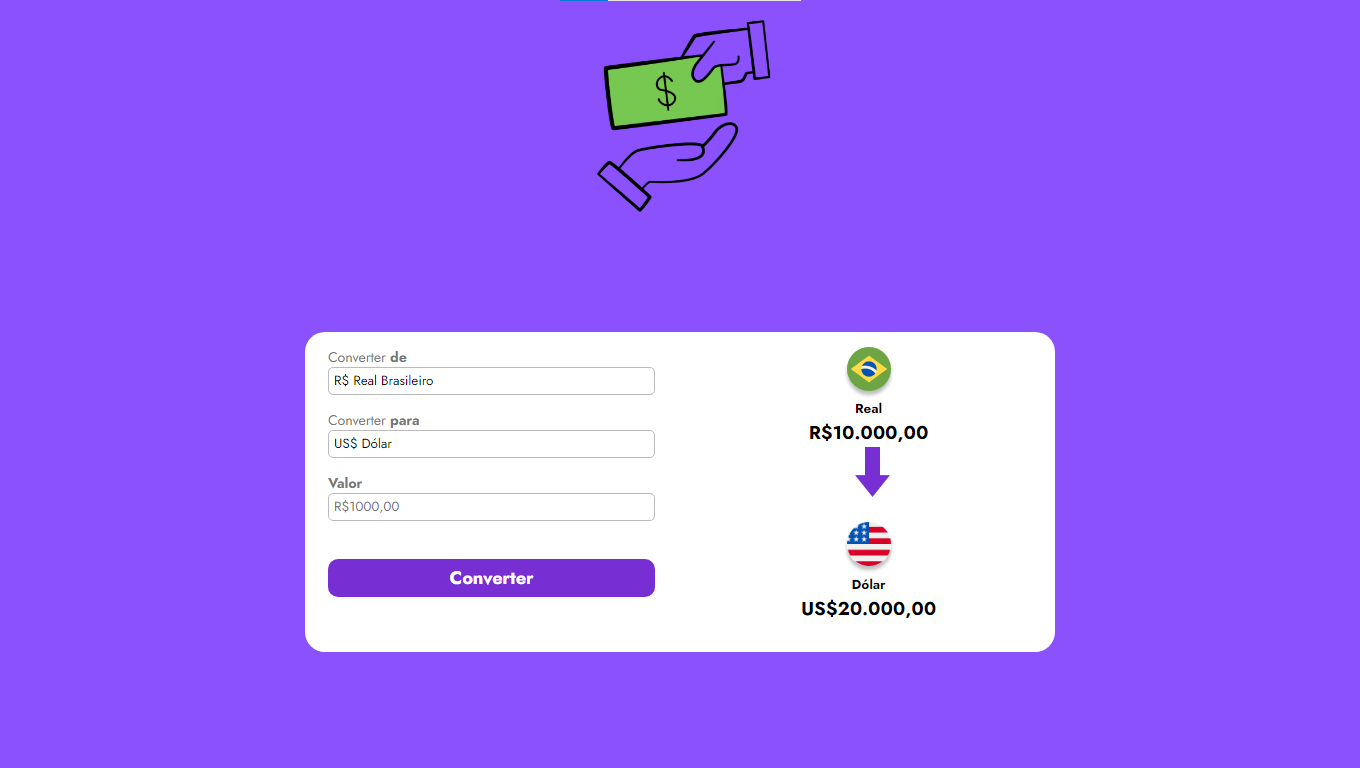 $
Converter de
R$ Real Brasileiro
Converter para
US$ Dólar
Valor
R$1000,00
Converter
Real
R$10.000,00
Dólar
US$20.000,00